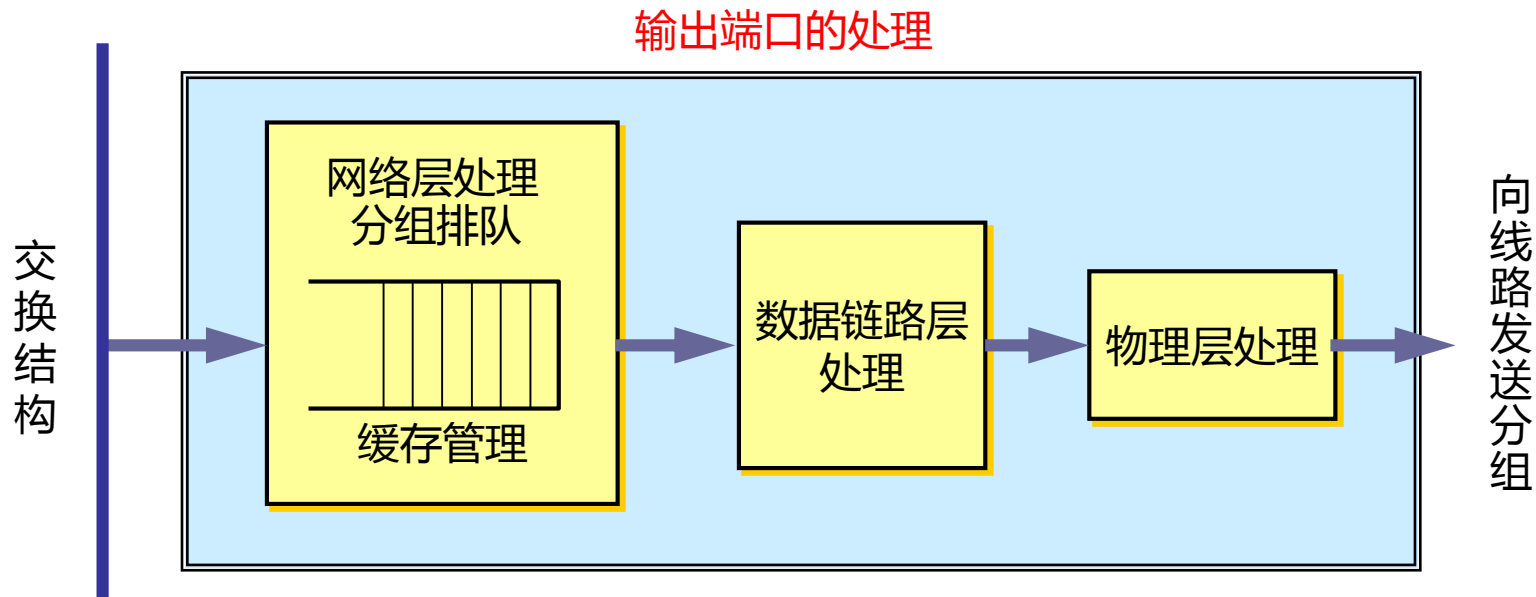 输出端口的处理
交换结构
网络层处理
分组排队
缓存管理
数据链路层
处理
物理层处理
向线路发送分组